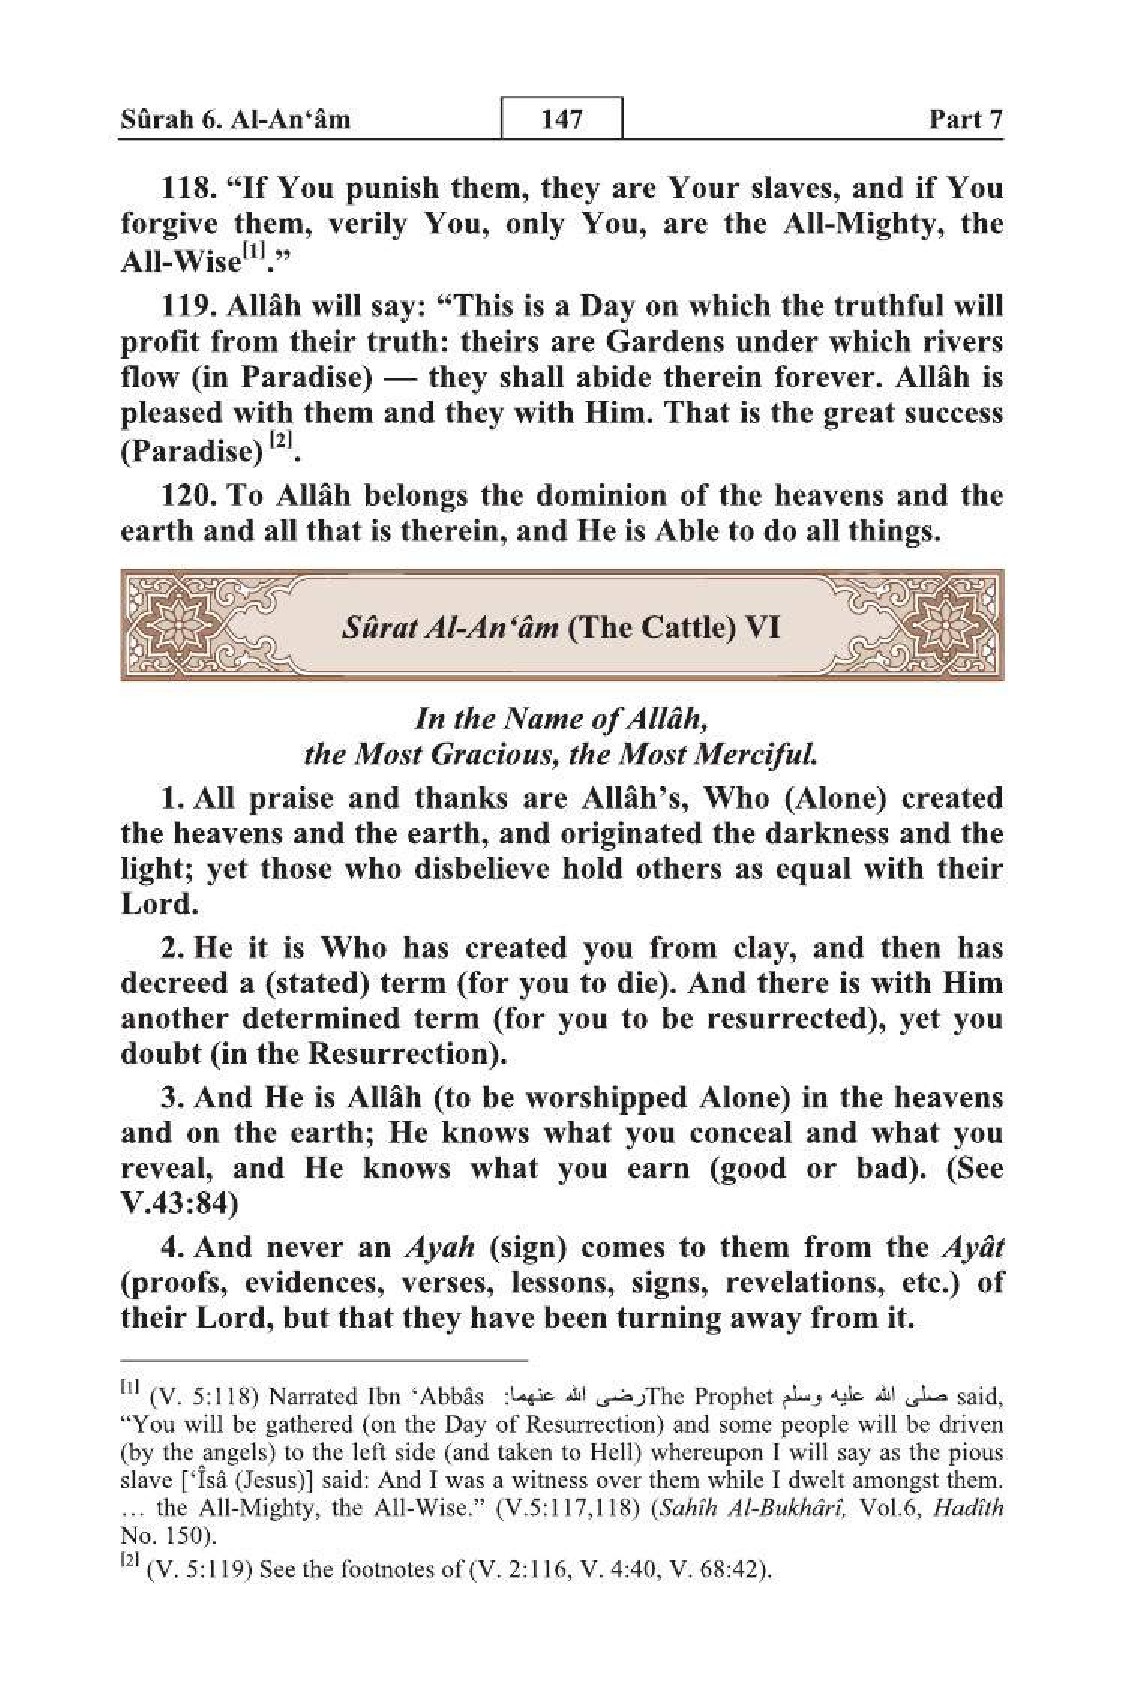 Sûrah 6. Al-An‘âm 147 Part 7
118. “If You punish them, they are Your slaves, and if You
forgive them, verily You, only You, are the All-Mighty, the
All-Wise[1].”
119. Allâh will say: “This is a Day on which the truthful will
profit from their truth: theirs are Gardens under which rivers
flow (in Paradise) — they shall abide therein forever. Allâh is
pleased with them and they with Him. That is the great success
(Paradise) [2].
120. To Allâh belongs the dominion of the heavens and the
earth and all that is therein, and He is Able to do all things.
Sûrat Al-An‘âm (The Cattle) VI
In the Name of Allâh,
the Most Gracious, the Most Merciful.
1. All praise and thanks are Allâh’s, Who (Alone) created
the heavens and the earth, and originated the darkness and the
light; yet those who disbelieve hold others as equal with their
Lord.
2. He it is Who has created you from clay, and then has
decreed a (stated) term (for you to die). And there is with Him
another determined term (for you to be resurrected), yet you
doubt (in the Resurrection).
3. And He is Allâh (to be worshipped Alone) in the heavens
and on the earth; He knows what you conceal and what you
reveal, and He knows what you earn (good or bad). (See
V.43:84)
4. And never an Ayah (sign) comes to them from the Ayât
(proofs, evidences, verses, lessons, signs, revelations, etc.) of
their Lord, but that they have been turning away from it.
[1] (V. 5:118) Narrated Ibn ‘Abbâs رضى الله عنهما: The Prophet صلى الله عليه وسلم said,
“You will be gathered (on the Day of Resurrection) and some people will be driven
(by the angels) to the left side (and taken to Hell) whereupon I will say as the pious
slave [‘Îsâ (Jesus)] said: And I was a witness over them while I dwelt amongst them.
… the All-Mighty, the All-Wise.” (V.5:117,118) (Sahîh Al-Bukhârî, Vol.6, Hadîth
No. 150).
[2] (V. 5:119) See the footnotes of (V. 2:116, V. 4:40, V. 68:42).